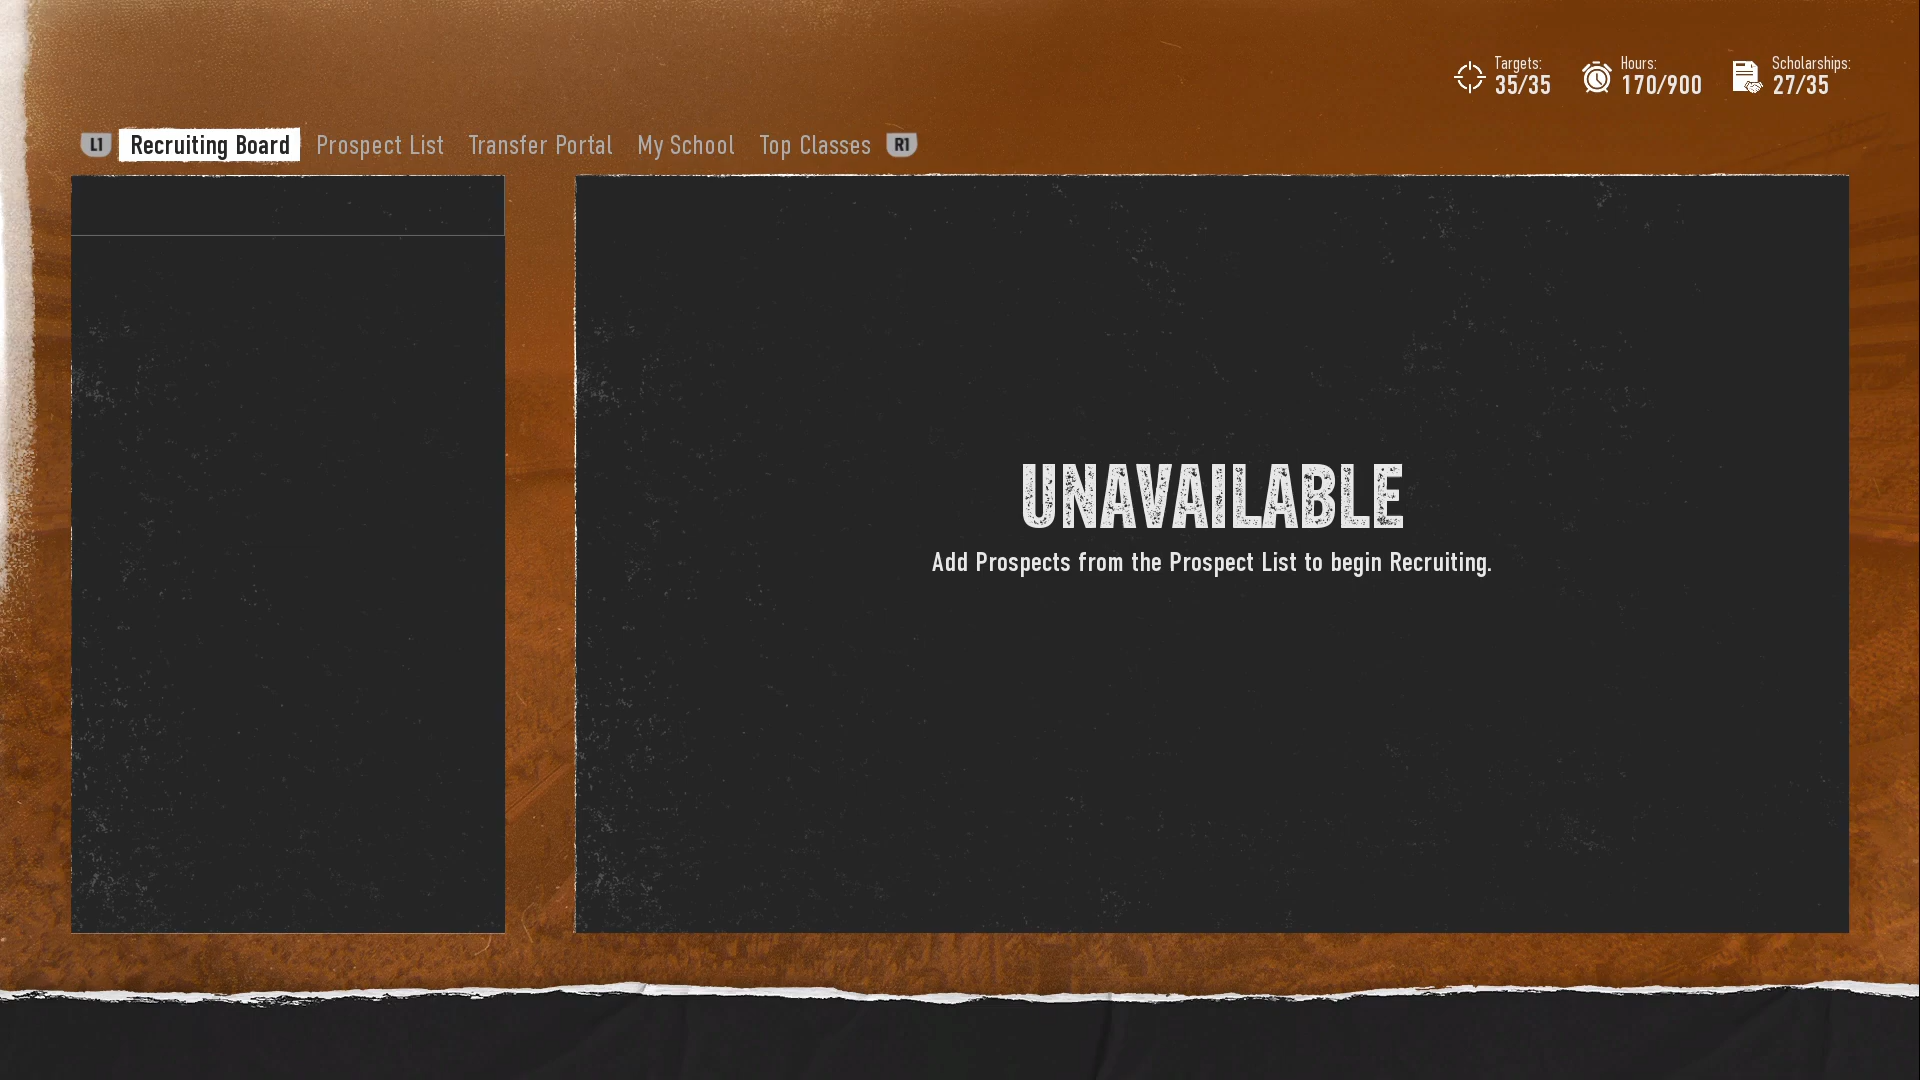 Targets:
35/35
Hours:
170/900
Scholarships:
27/35
L1 Recruiting Board Prospect List Transfer Portal My School Top Classes R1
UNAVAILABLE
Add Prospects from the Prospect List to begin Recruiting.